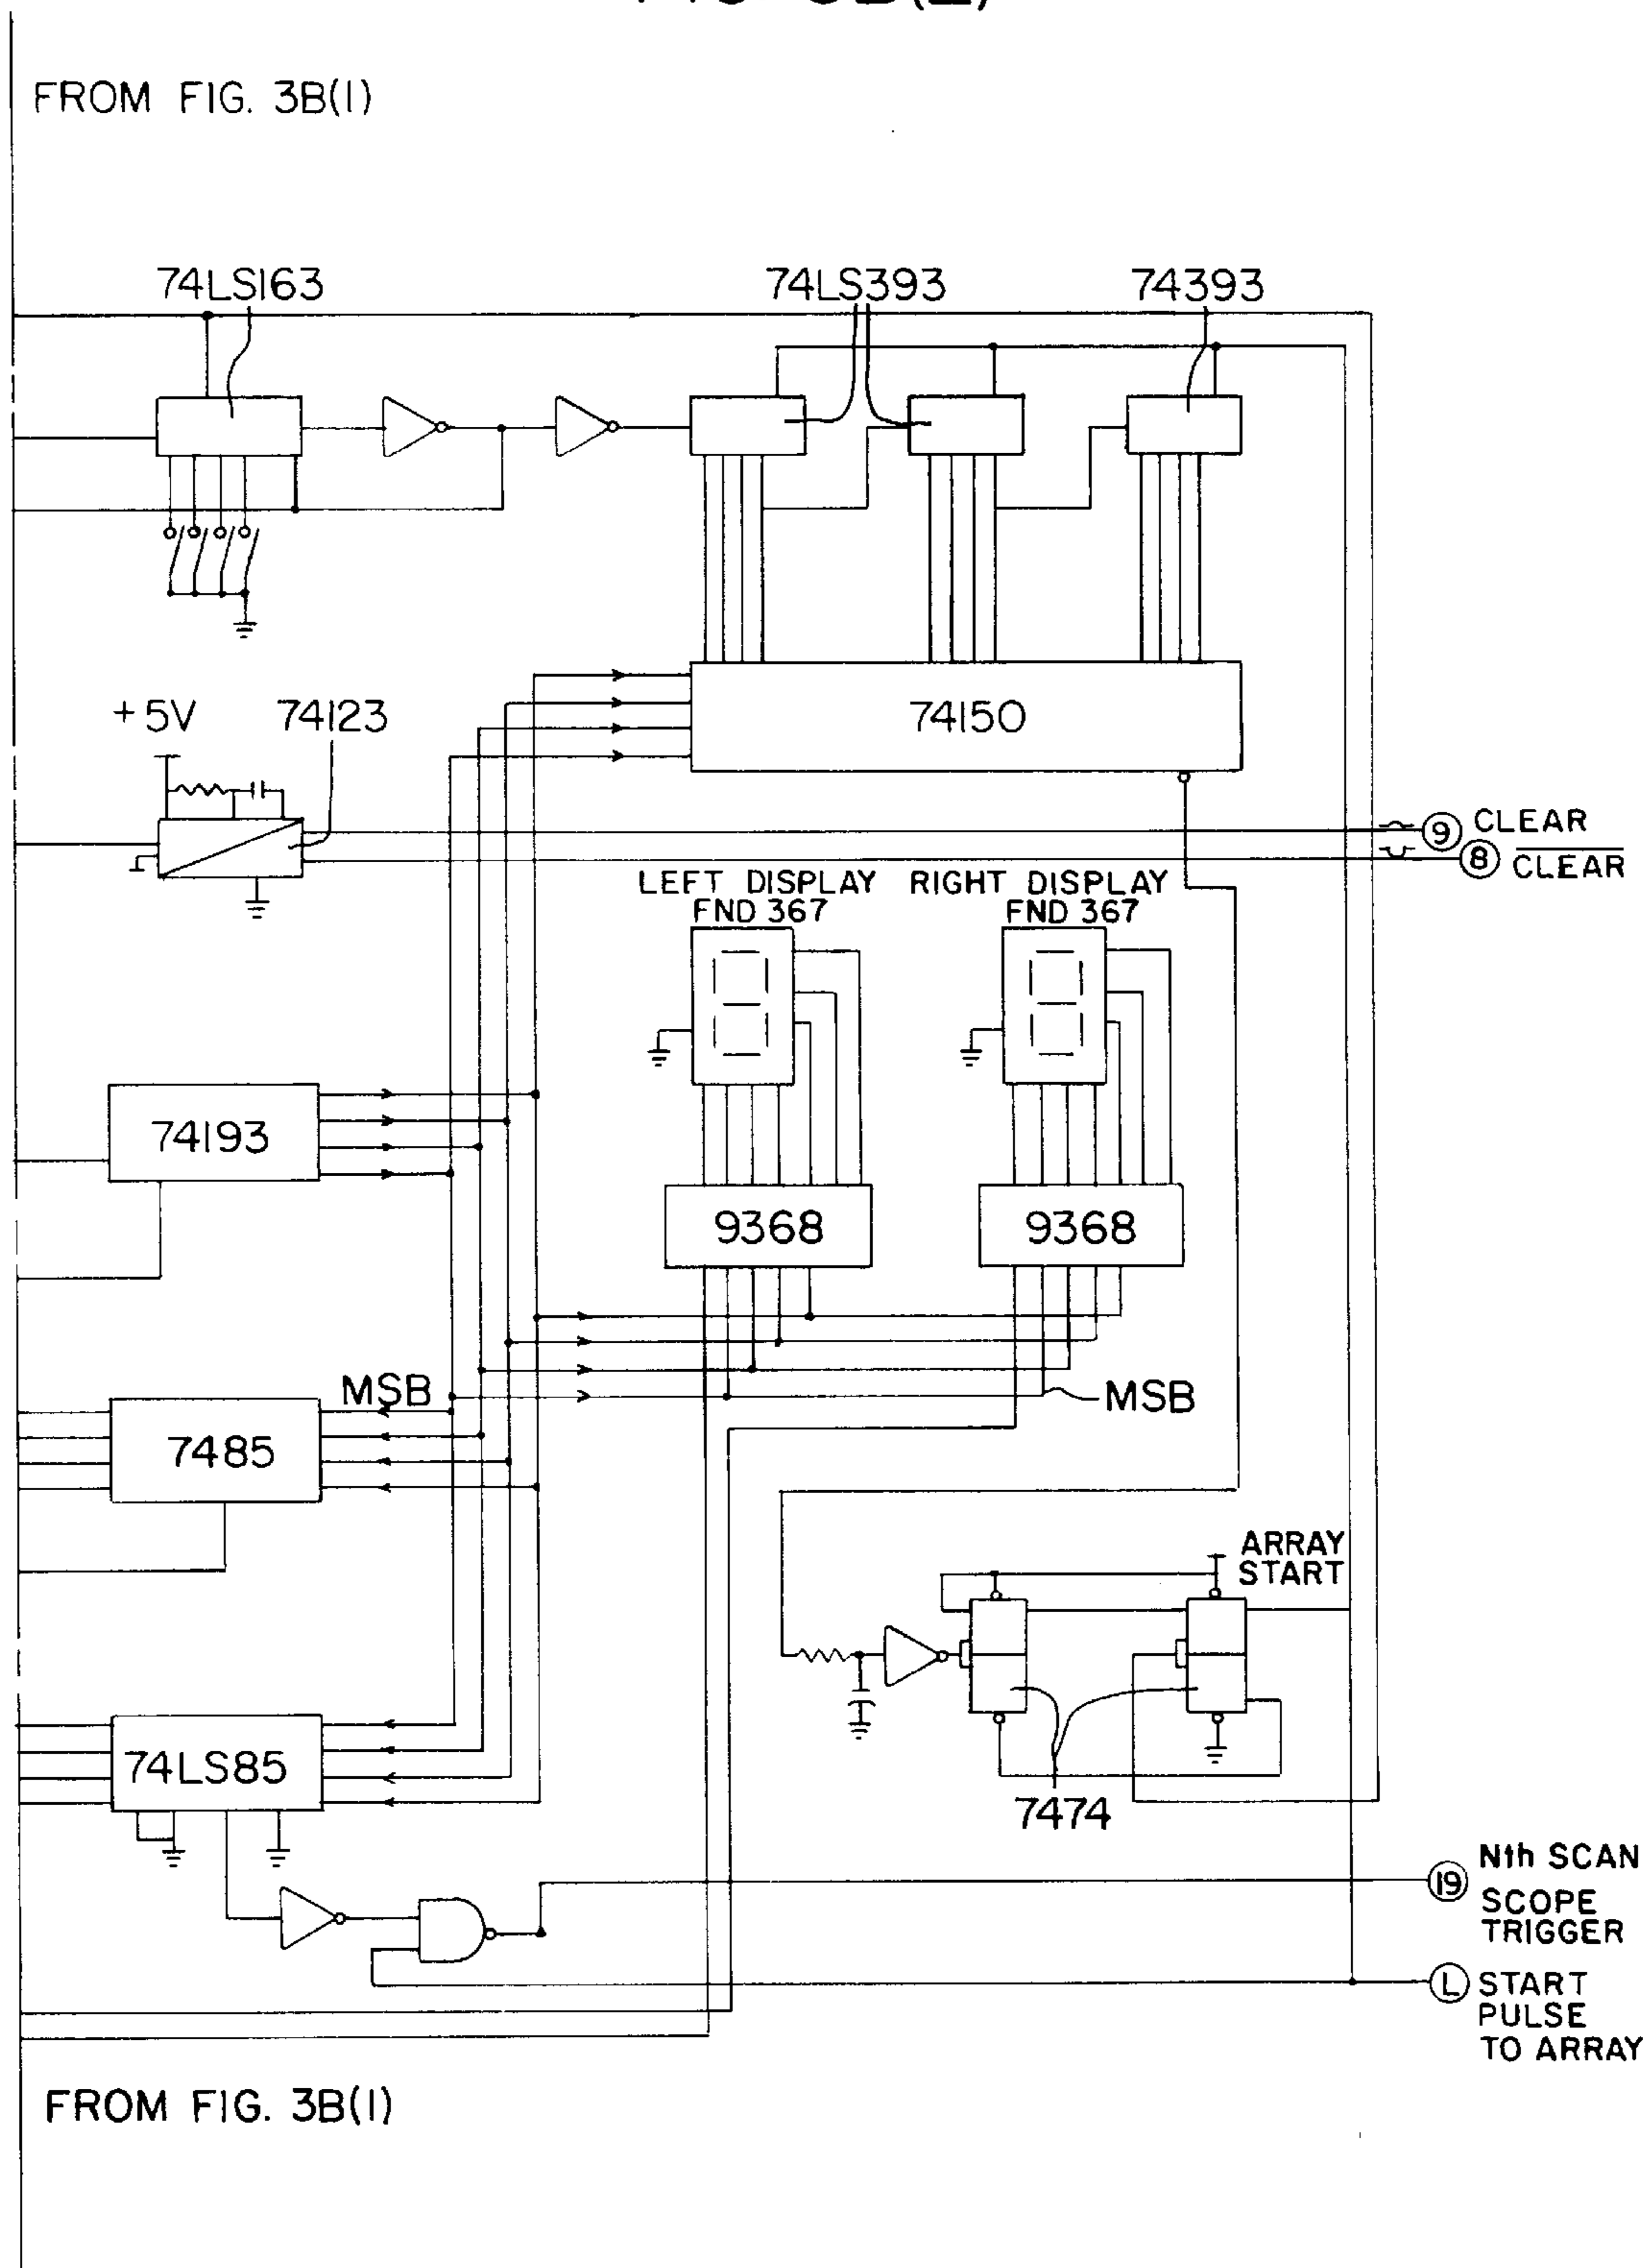 FROM FIG. 3B(1)
74LS163
74LS393
74393
+5V
74123
74150
9 CLEAR
8 CLEAR
LEFT DISPLAY
FND 367
RIGHT DISPLAY
FND 367
74193
9368
9368
MSB
MSB
7485
ARRAY
START
74LS85
7474
19 Nth SCAN
SCOPE
TRIGGER
L START
PULSE
TO ARRAY
FROM FIG. 3B(1)